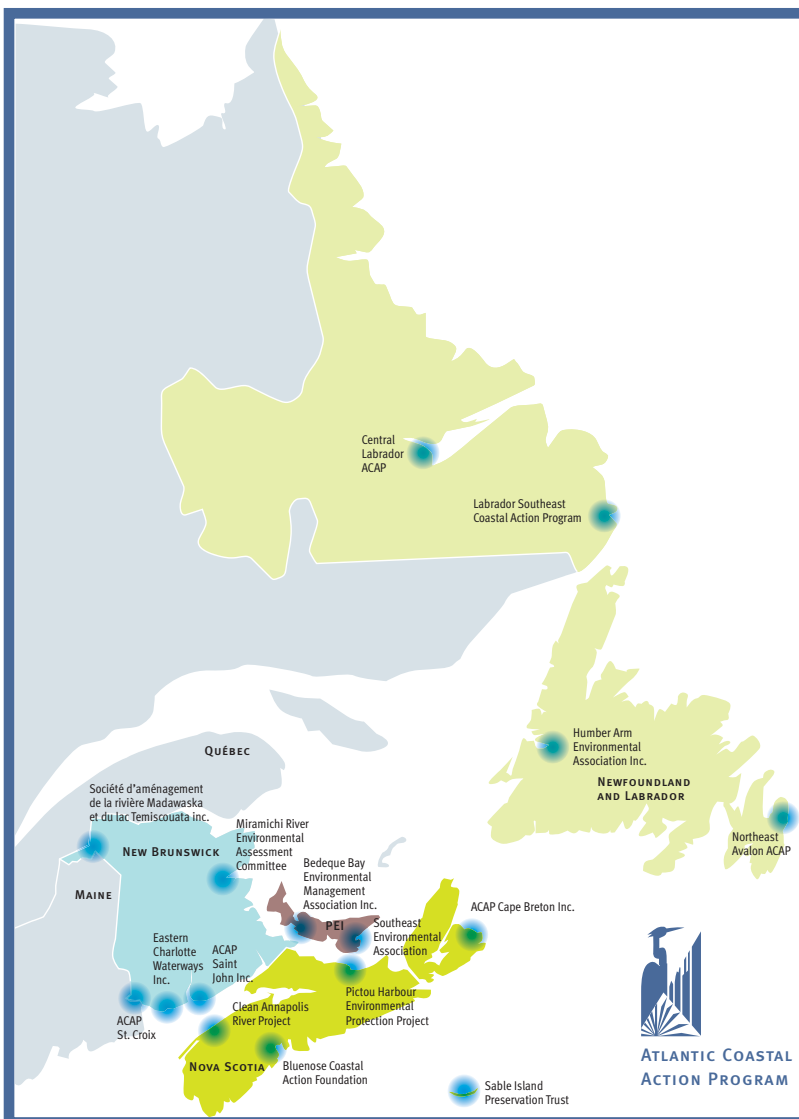 Central
Labrador
ACAP
Labrador Southeast
Coastal Action Program
Humber Arm
Environmental
Association Inc.
QUÉBEC
NEWFOUNDLAND
AND LABRADOR
Société d'aménagement
de la rivière Madawaska
et du lac Temiscouata inc.
Miramichi River
Environmental
Assessment
Committee
Northeast
Avalon ACAP
NEW BRUNSWICK
Bedeque Bay
Environmental
Management
Association Inc.
MAINE
ACAP Cape Breton Inc.
PEI
Southeast
Environmental
Association
Eastern
Charlotte
Waterways
Inc.
ACAP
Saint
John Inc.
Pictou Harbour
Environmental
Protection Project
Clean Annapolis
River Project
ACAP
St. Croix
NOVA SCOTIA
Bluenose Coastal
Action Foundation
Sable Island
Preservation Trust
ATLANTIC COASTAL
ACTION PROGRAM